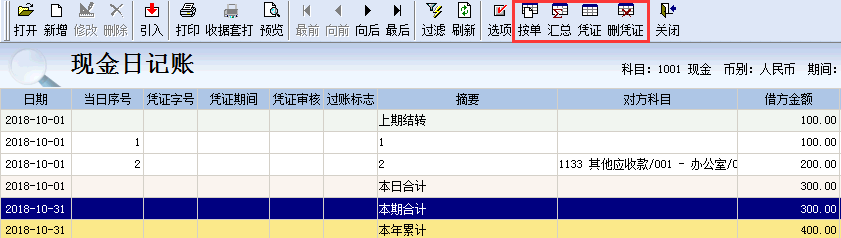 打开 新增 修改 删除 引入 打印 收据套打 预览 最前 向前 向后 最后 过滤 刷新 选项 按单 汇总 凭证 删凭证 关闭
现金日记账
科目：1001 现金 币别：人民币 期间：
日期 当日序号 凭证字号 凭证期间 凭证审核 过账标志 摘要 对方科目 借方金额
2018-10-01 上期结转 100.00
2018-10-01 1 1 100.00
2018-10-01 2 2 1133 其他应收款/001 - 办公室/ 200.00
2018-10-01 本日合计 300.00
2018-10-31 本期合计 300.00
2018-10-31 本年累计 400.00